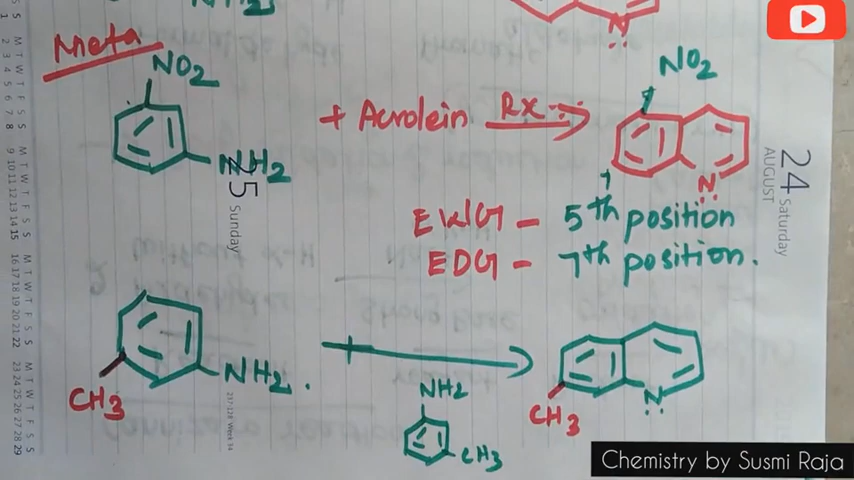 Meta
NO2
NO2
+ Acrolein Rx
NH2
N
EWG - 5th position
EDG - 7th position.
NH2.
CH3
NH2
CH3
N
CH3
25 Sunday
24 Saturday
AUGUST
Chemistry by Susmi Raja